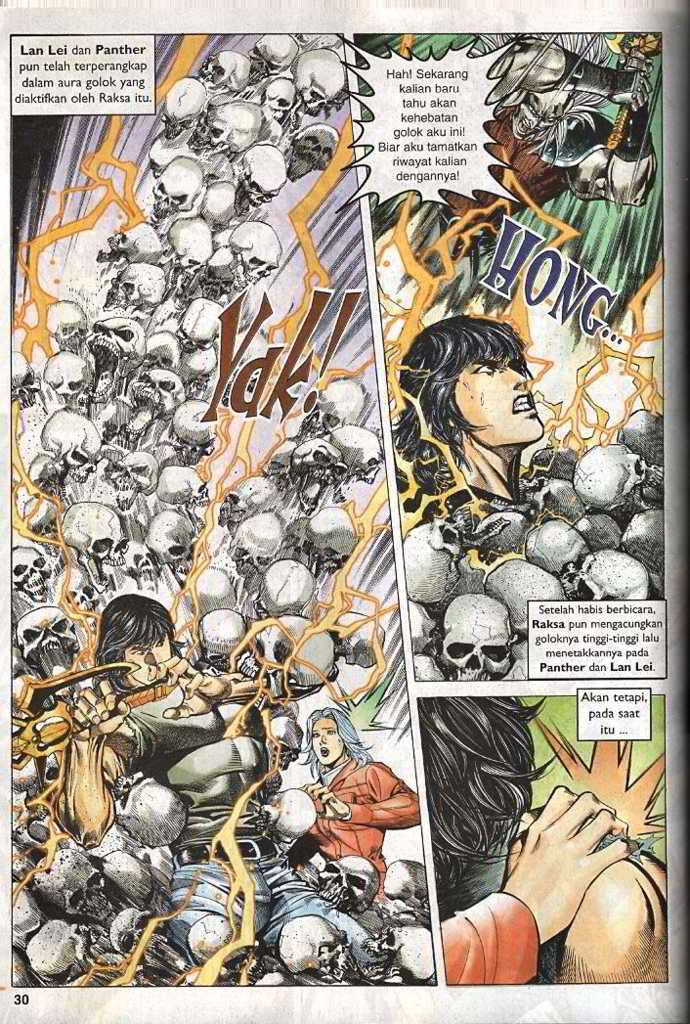 Lan Lei dan Panther
pun telah terperangkap
dalam aura golok yang
diaktifkan oleh Raksa itu.
Yak!
Hah! Sekarang
kalian baru
tahu akan
kehebatan
golok aku ini!
Biar aku tamatkan
riwayat kalian
dengannya!
HONG...
Setelah habis berbicara,
Raksa pun mengacungkan
goloknya tinggi-tinggi lalu
menetakkannya pada
Panther dan Lan Lei.
Akan tetapi,
pada saat
itu ...
30